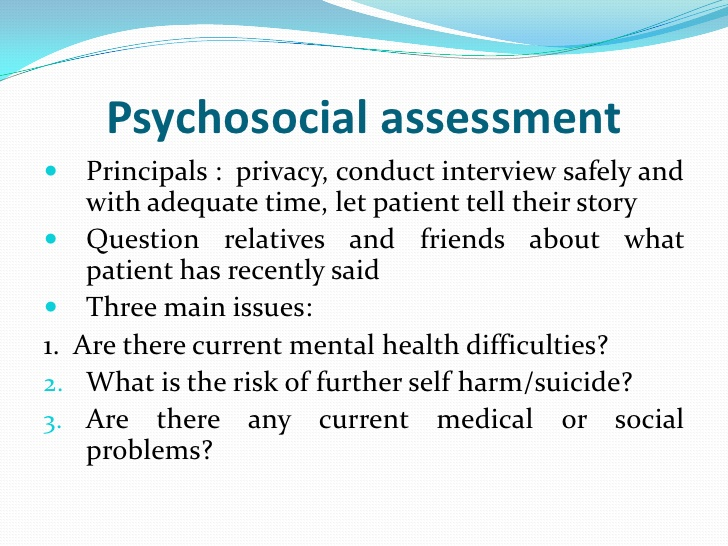 Psychosocial assessment
• Principals : privacy, conduct interview safely and
with adequate time, let patient tell their story
• Question relatives and friends about what
patient has recently said
• Three main issues:
1. Are there current mental health difficulties?
2. What is the risk of further self harm/suicide?
3. Are there any current medical or social
problems?